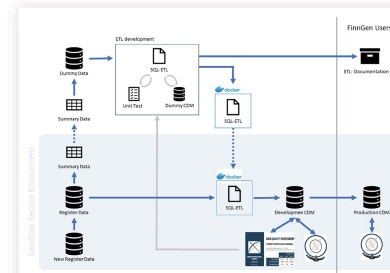 ETL development
FinnGen Users
SQL-ETL
Dummy Data
Unit Test
Dummy CDM
ETL- Documentation
docker
SQL-ETL
Summary Data
Summary Data
docker
SQL-ETL
Register Data
Developmen CDM
Production CDM
New Register Data
Sandbox Secure Environment